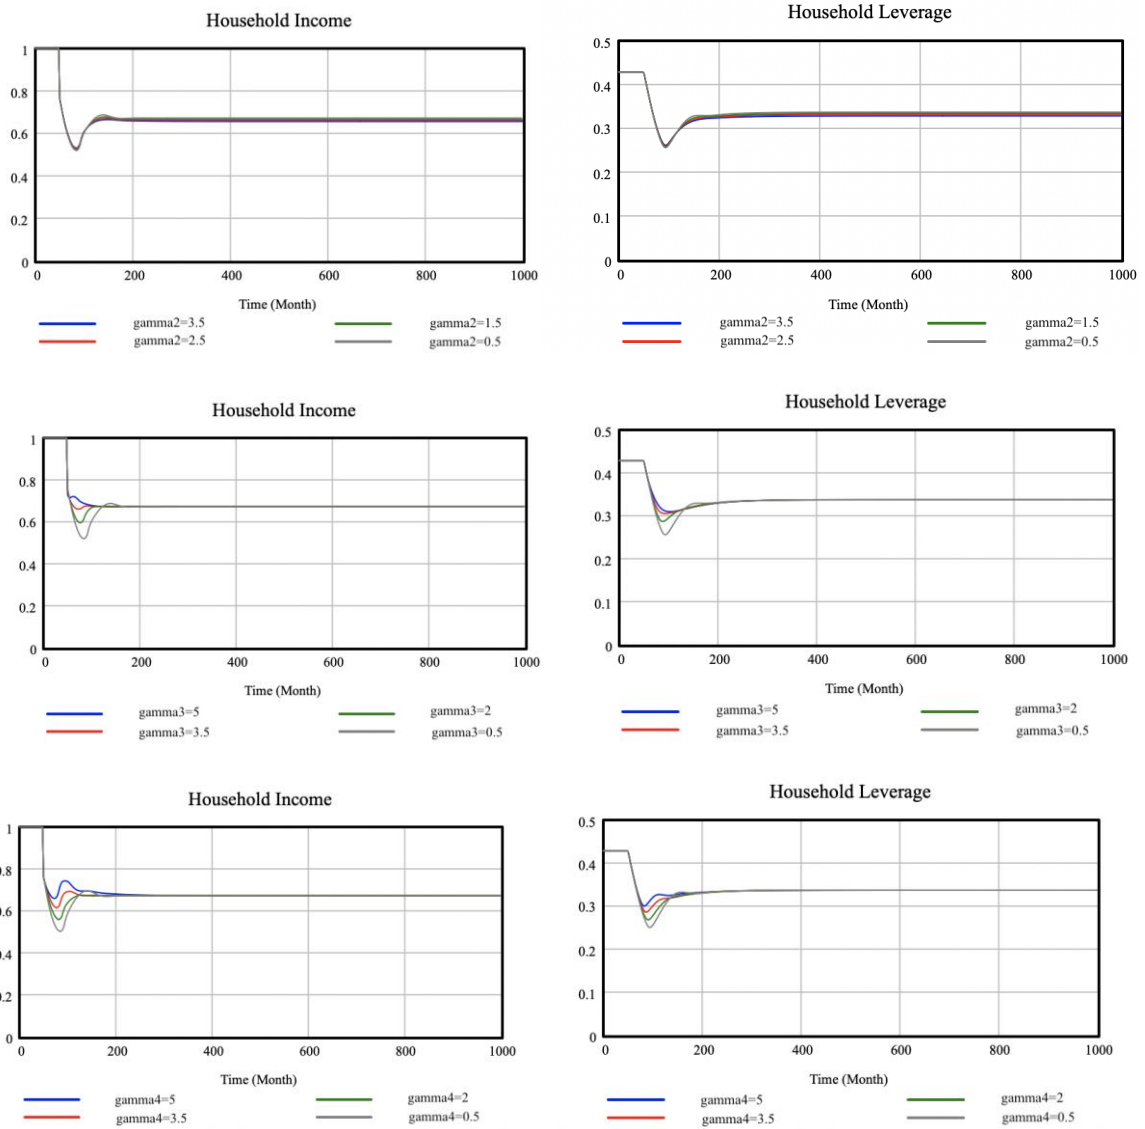 Household Income
1
0.8
0.6
0.4
0.2
0
0 200 400 600 800 1000
Time (Month)
gamma2=3.5 gamma2=1.5
gamma2=2.5 gamma2=0.5
Household Leverage
0.5
0.4
0.3
0.2
0.1
0
0 200 400 600 800 1000
Time (Month)
gamma2=3.5 gamma2=1.5
gamma2=2.5 gamma2=0.5
Household Income
1
0.8
0.6
0.4
0.2
0
0 200 400 600 800 1000
Time (Month)
gamma3=5 gamma3=2
gamma3=3.5 gamma3=0.5
Household Leverage
0.5
0.4
0.3
0.2
0.1
0
0 200 400 600 800 1000
Time (Month)
gamma3=5 gamma3=2
gamma3=3.5 gamma3=0.5
Household Income
1
0.8
0.6
0.4
0.2
0
0 200 400 600 800 1000
Time (Month)
gamma4=5 gamma4=2
gamma4=3.5 gamma4=0.5
Household Leverage
0.5
0.4
0.3
0.2
0.1
0
0 200 400 600 800 1000
Time (Month)
gamma4=5 gamma4=2
gamma4=3.5 gamma4=0.5